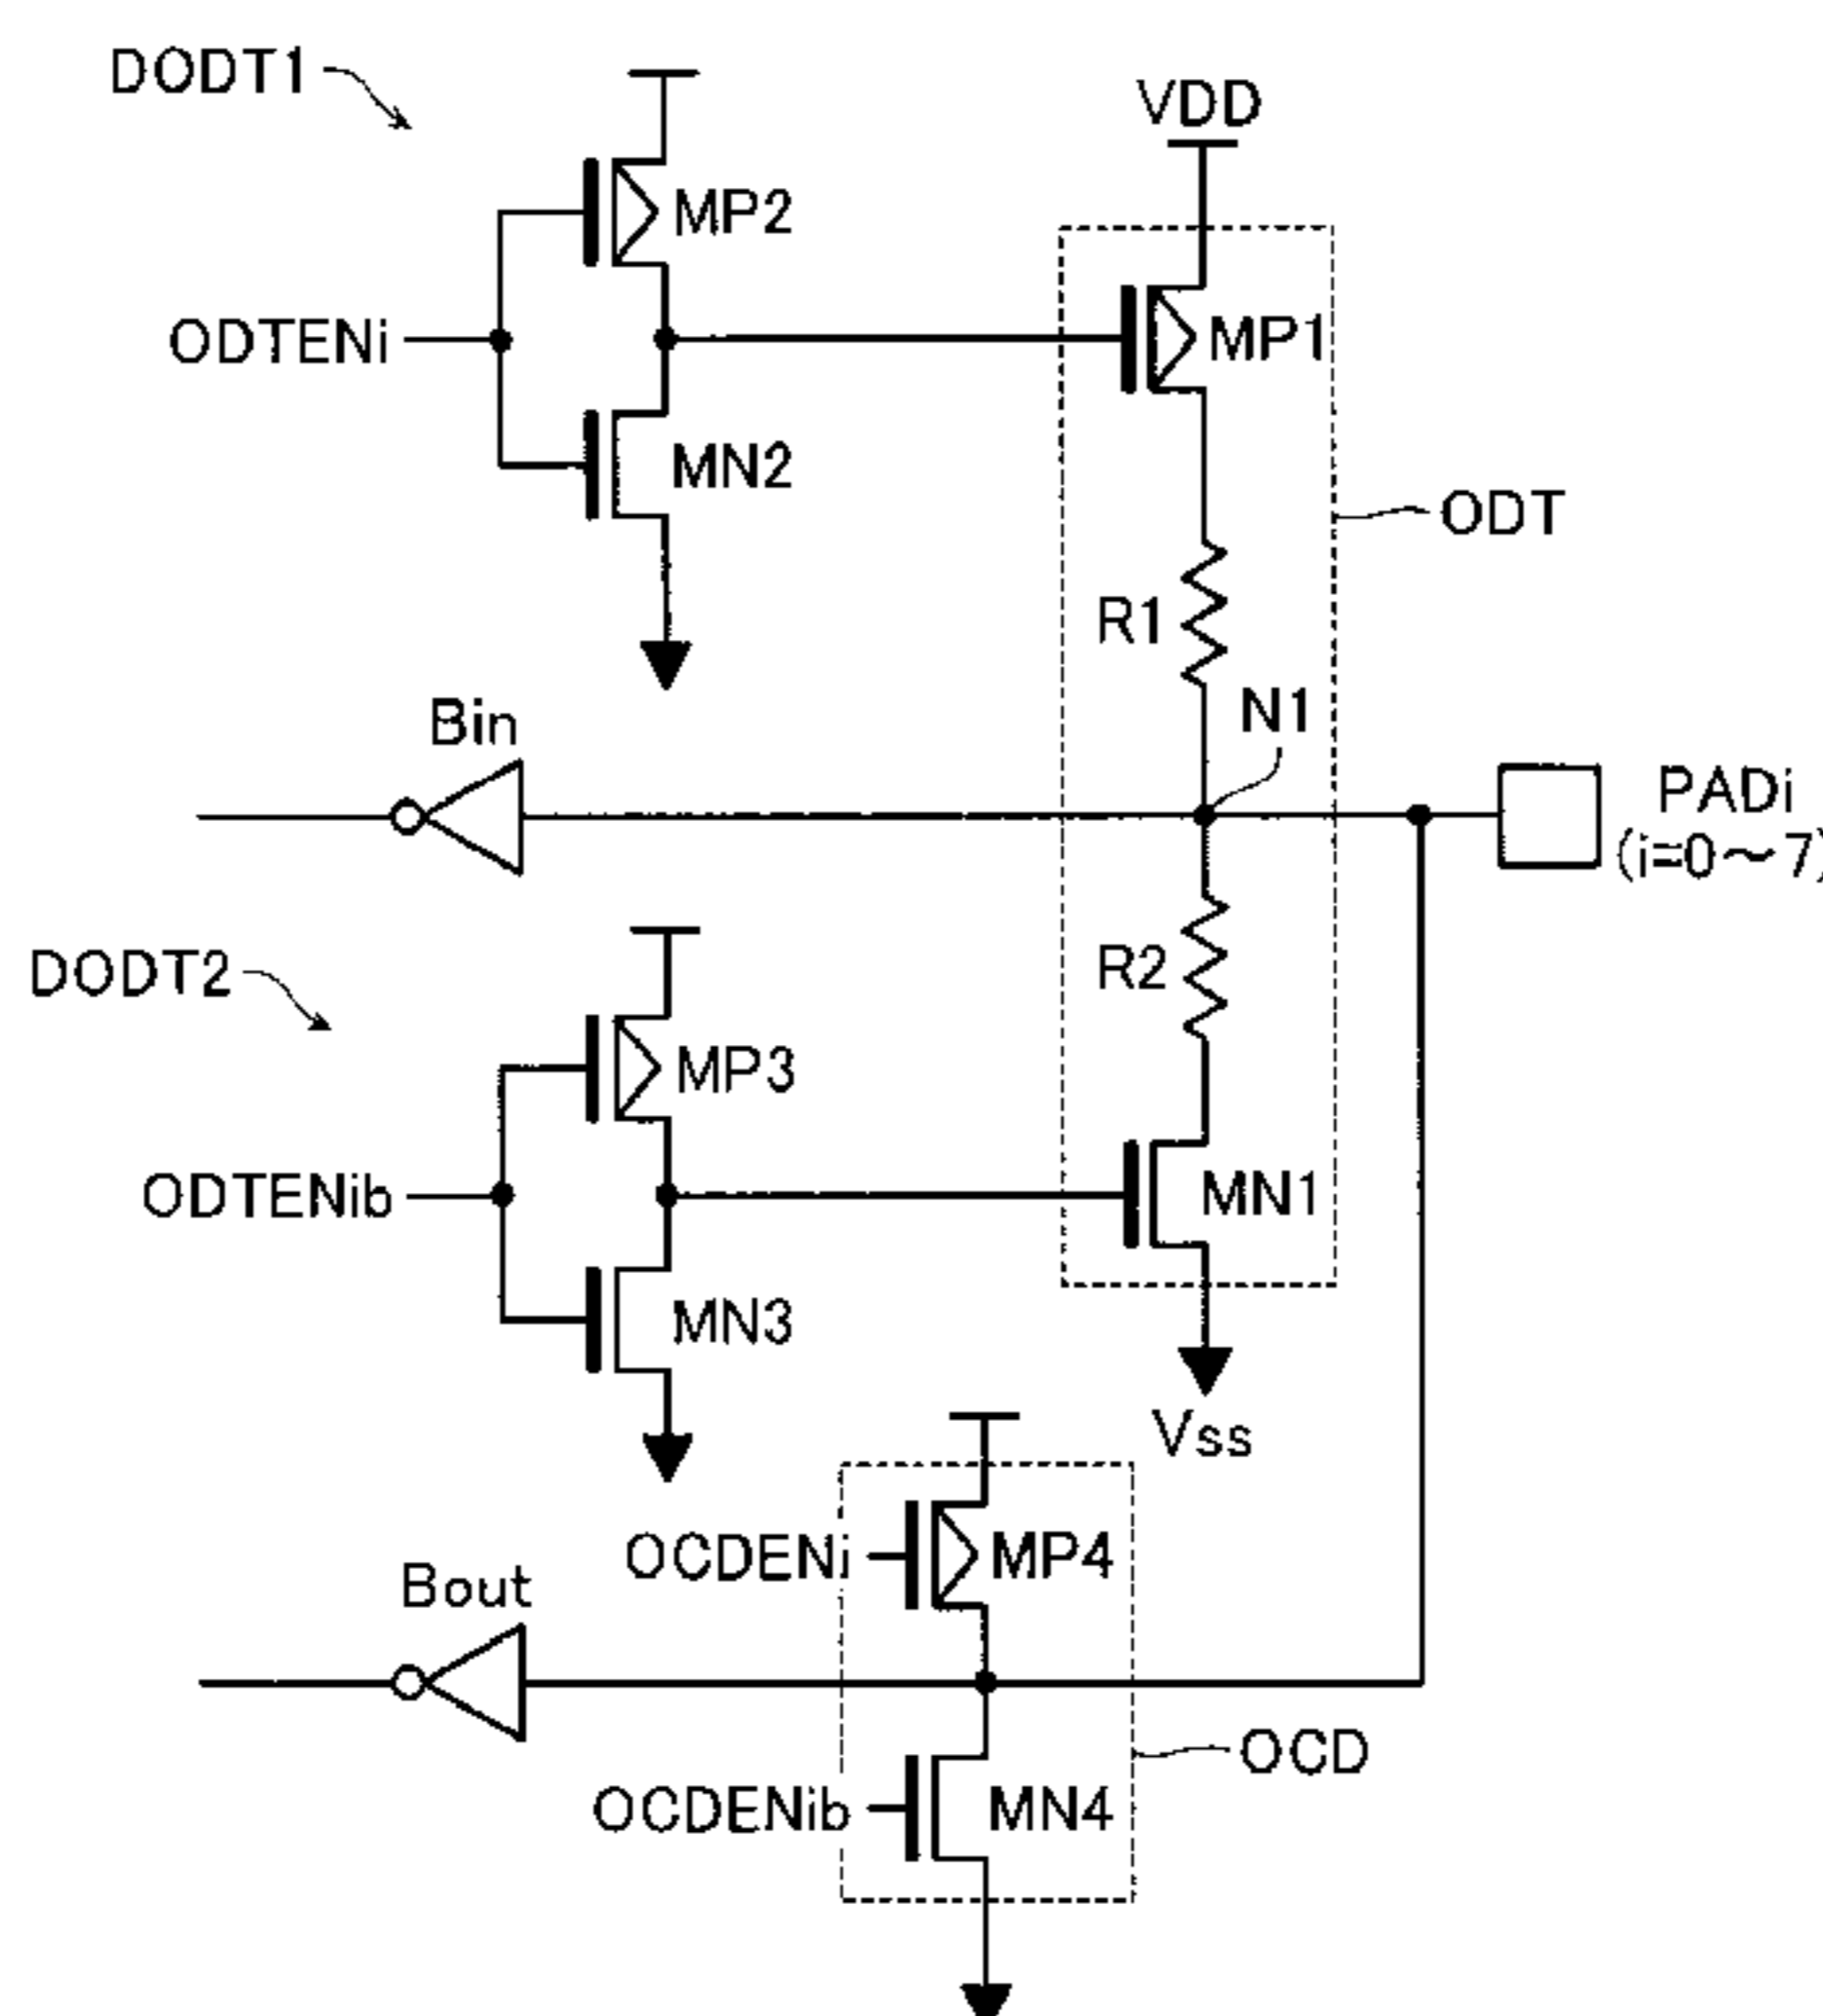 DODT1
VDD
MP2
ODTENi
MP1
MN2
ODT
R1
Bin
N1
PADi
(i=0～7)
DODT2
R2
MP3
ODTENib
MN1
MN3
Vss
OCDENi
MP4
Bout
OCD
OCDENib
MN4